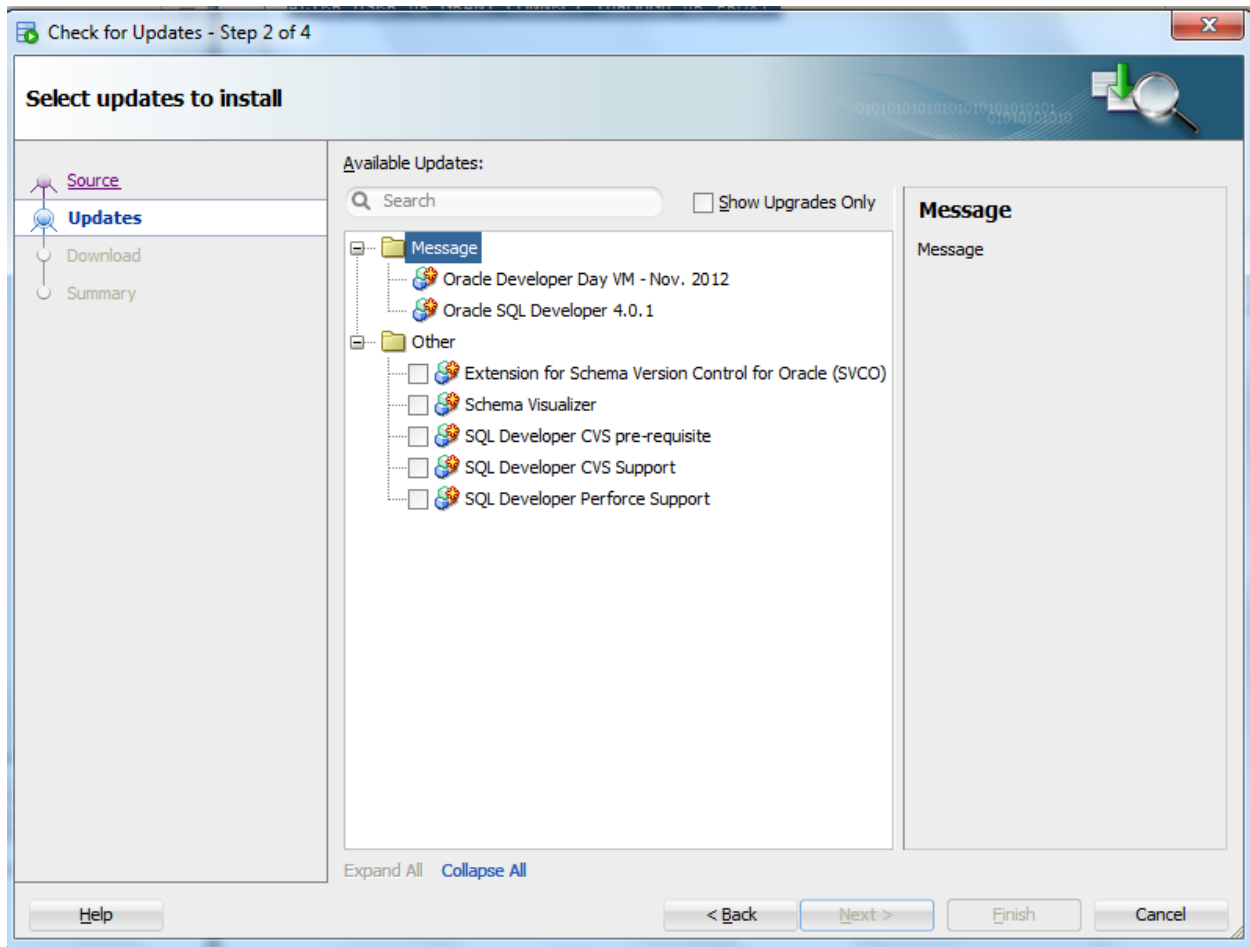 Check for Updates - Step 2 of 4
Select updates to install
Source
Updates
Download
Summary
Available Updates:
Search
Show Upgrades Only
Message
Oracle Developer Day VM - Nov. 2012
Oracle SQL Developer 4.0.1
Other
Extension for Schema Version Control for Oracle (SVCO)
Schema Visualizer
SQL Developer CVS pre-requisite
SQL Developer CVS Support
SQL Developer Perforce Support
Message
Message
Expand All Collapse All
Help
< Back Next > Finish Cancel